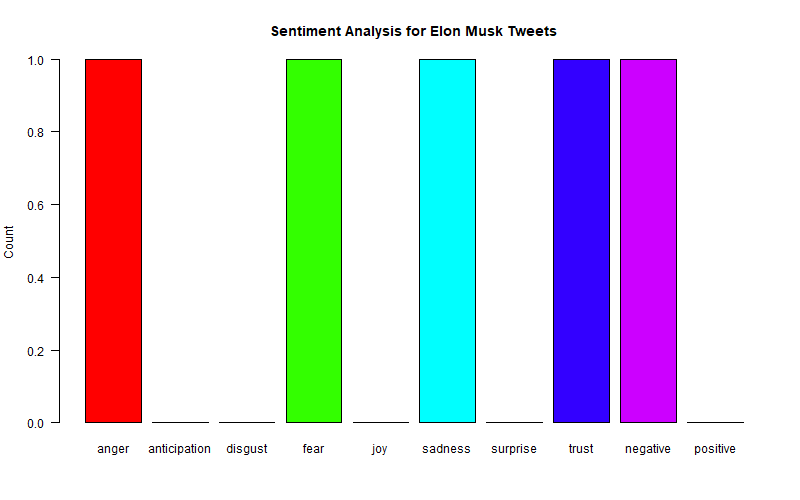 Sentiment Analysis for Elon Musk Tweets
1.0
0.8
0.6
0.4
0.2
0.0
Count
anger anticipation disgust fear joy sadness surprise trust negative positive